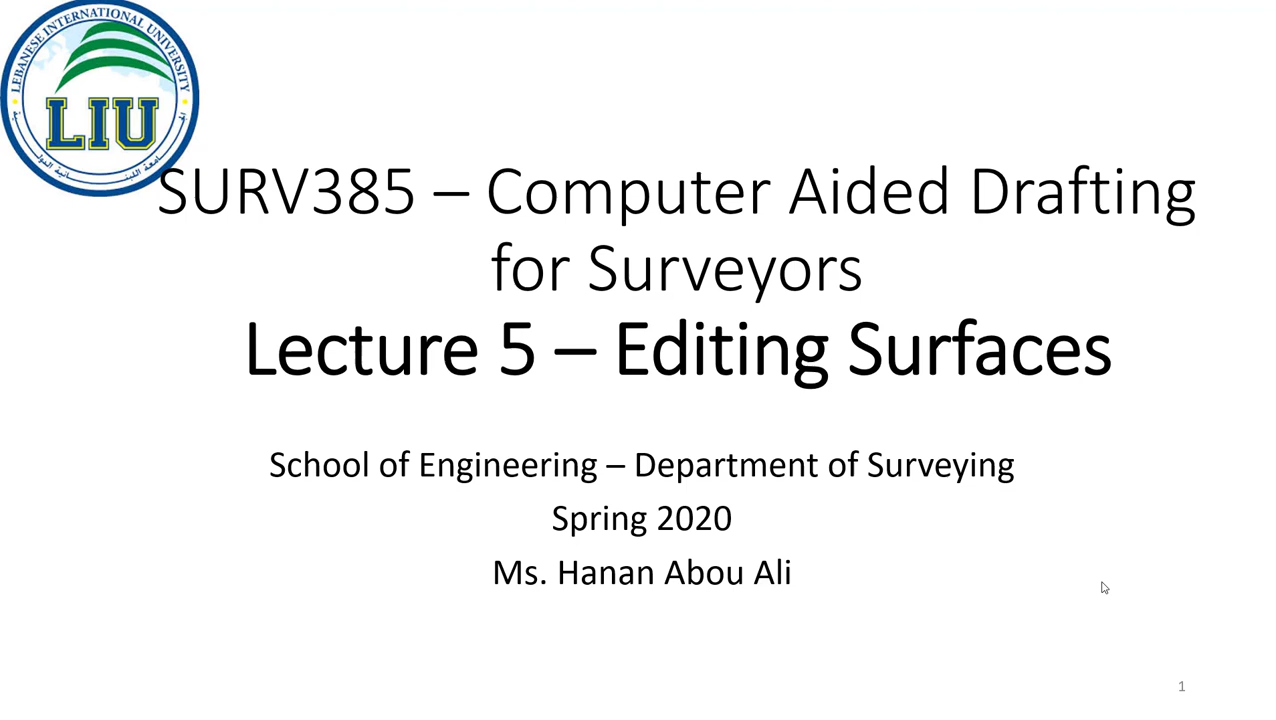 LEBANESE INTERNATIONAL UNIVERSITY
LIU
SURV385 – Computer Aided Drafting
for Surveyors
Lecture 5 – Editing Surfaces
School of Engineering – Department of Surveying
Spring 2020
Ms. Hanan Abou Ali
1